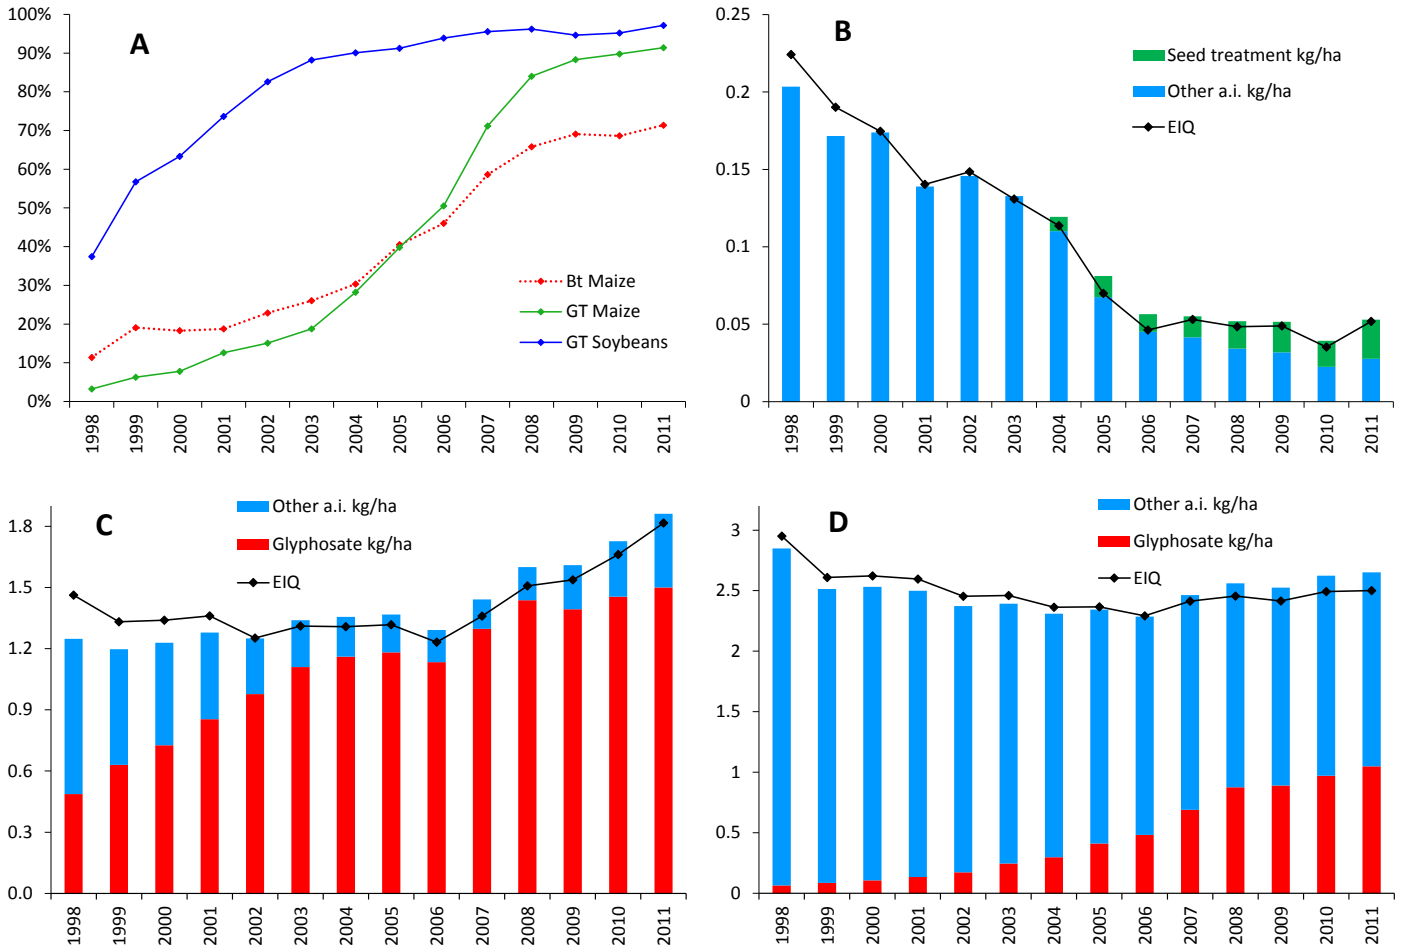 A
100%
90%
80%
70%
60%
50%
40%
30%
20%
10%
0%
Bt Maize
GT Maize
GT Soybeans
1998 1999 2000 2001 2002 2003 2004 2005 2006 2007 2008 2009 2010 2011
B
0.25
0.2
0.15
0.1
0.05
0
Seed treatment kg/ha
Other a.i. kg/ha
EIQ
1998 1999 2000 2001 2002 2003 2004 2005 2006 2007 2008 2009 2010 2011
C
1.8
1.5
1.2
0.9
0.6
0.3
0.0
Other a.i. kg/ha
Glyphosate kg/ha
EIQ
1998 1999 2000 2001 2002 2003 2004 2005 2006 2007 2008 2009 2010 2011
D
3
2.5
2
1.5
1
0.5
0
Other a.i. kg/ha
Glyphosate kg/ha
EIQ
1998 1999 2000 2001 2002 2003 2004 2005 2006 2007 2008 2009 2010 2011